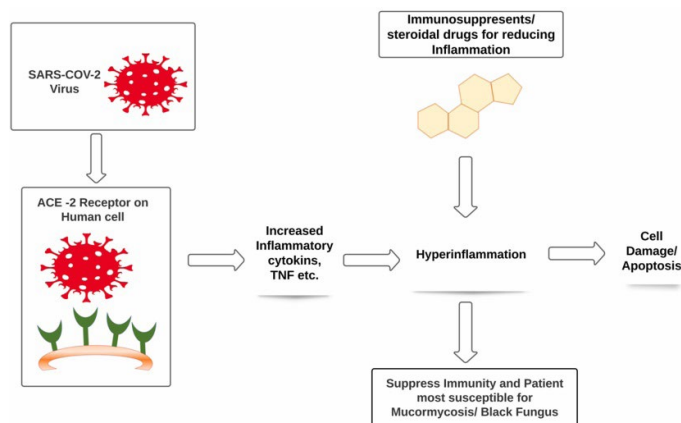 SARS-COV-2
Virus
Immunosuppresents/
steroidal drugs for reducing
Inflammation
ACE -2 Receptor on
Human cell
Increased
Inflammatory
cytokins,
TNF etc.
Hyperinflammation
Cell
Damage/
Apoptosis
Suppress Immunity and Patient
most susceptible for
Mucormycosis/ Black Fungus